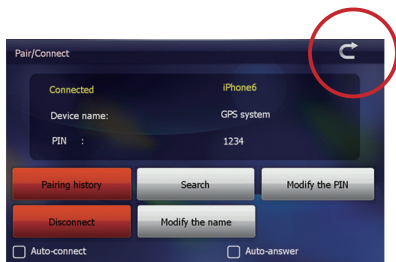 Pair/Connect
Connected iPhone6
Device name: GPS system
PIN : 1234
Pairing history Search Modify the PIN
Disconnect Modify the name
Auto-connect Auto-answer